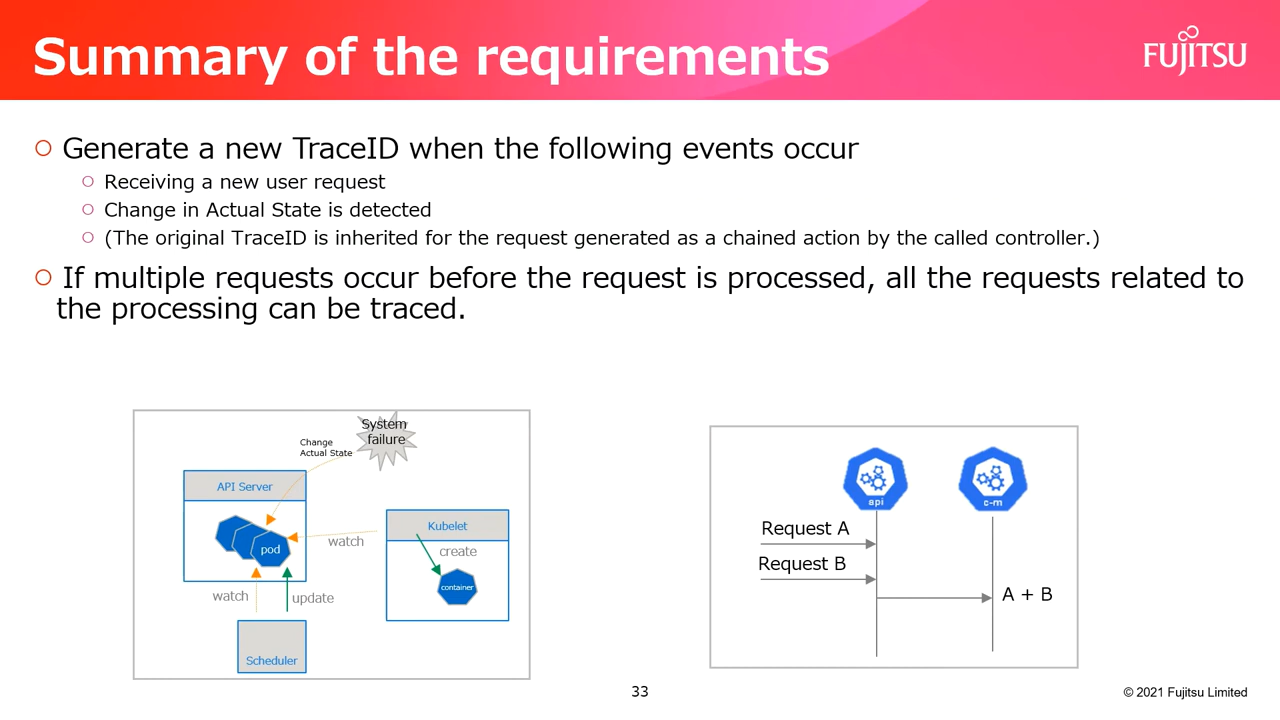 Summary of the requirements
FUJITSU
Generate a new TraceID when the following events occur
Receiving a new user request
Change in Actual State is detected
(The original TraceID is inherited for the request generated as a chained action by the called controller.)
If multiple requests occur before the request is processed, all the requests related to
the processing can be traced.
System
failure
Change
Actual State
API Server
pod
watch
Kubelet
create
container
watch
update
Scheduler
api
c-m
Request A
Request B
A + B
33
© 2021 Fujitsu Limited